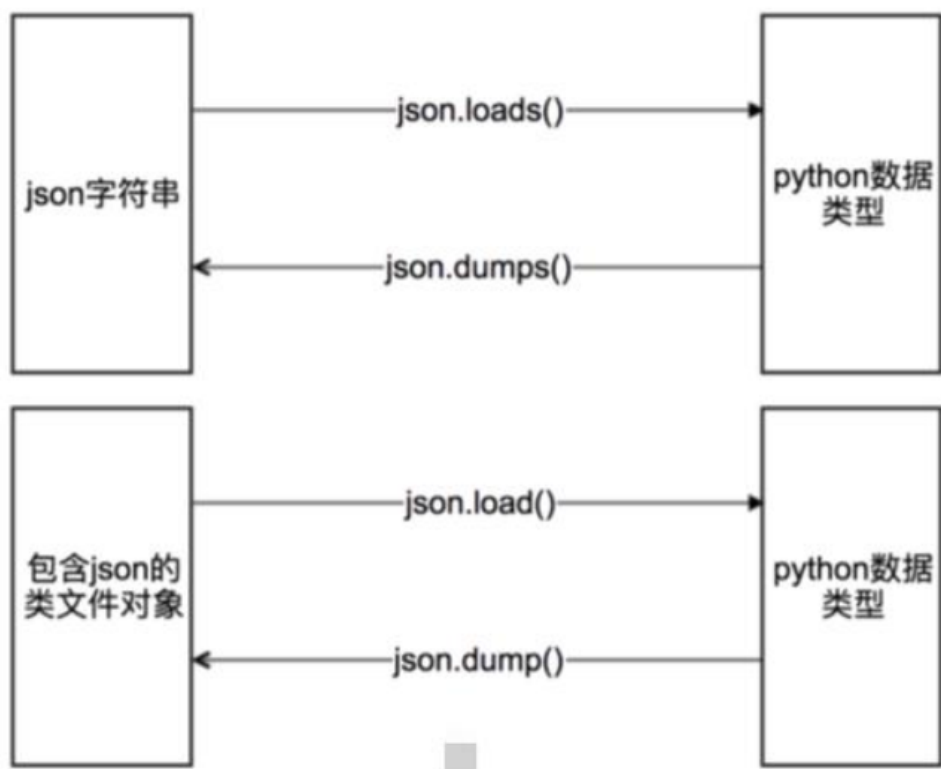 json.loads()
json字符串
python数据
类型
json.dumps()
json.load()
包含json的
类文件对象
python数据
类型
json.dump()